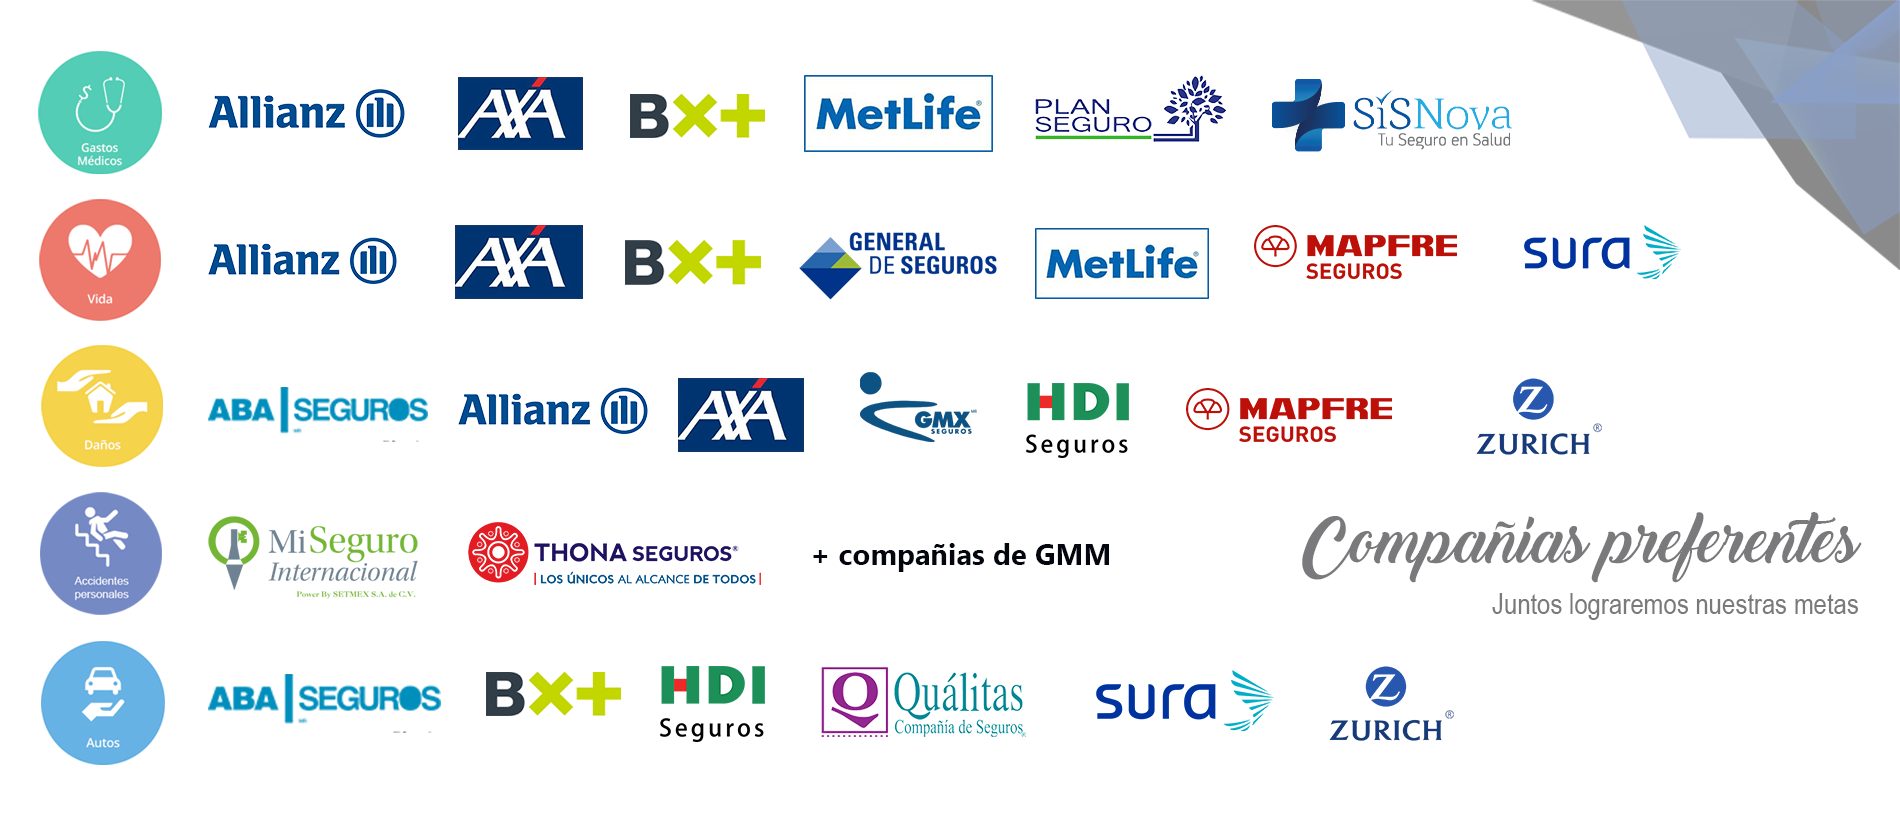 Gastos
Médicos
Allianz
AXA
Bx+
MetLife®
PLAN
SEGURO
SiSNova
Tu Seguro en Salud
Vida
Allianz
AXA
Bx+
GENERAL
DE SEGUROS
MetLife®
MAPFRE
SEGUROS
sura
Daños
ABA SEGUROS
Allianz
AXA
GMX
SEGUROS
HDI
Seguros
MAPFRE
SEGUROS
Z
ZURICH®
Accidentes
personales
MiSeguro
Internacional
Power By SETMEX S.A. de C.V.
THONA SEGUROS®
| LOS ÚNICOS AL ALCANCE DE TODOS |
+ compañias de GMM
Compañías preferentes
Juntos lograremos nuestras metas
Autos
ABA SEGUROS
Bx+
HDI
Seguros
Q
Quálitas
Compañía de Seguros®
sura
Z
ZURICH®